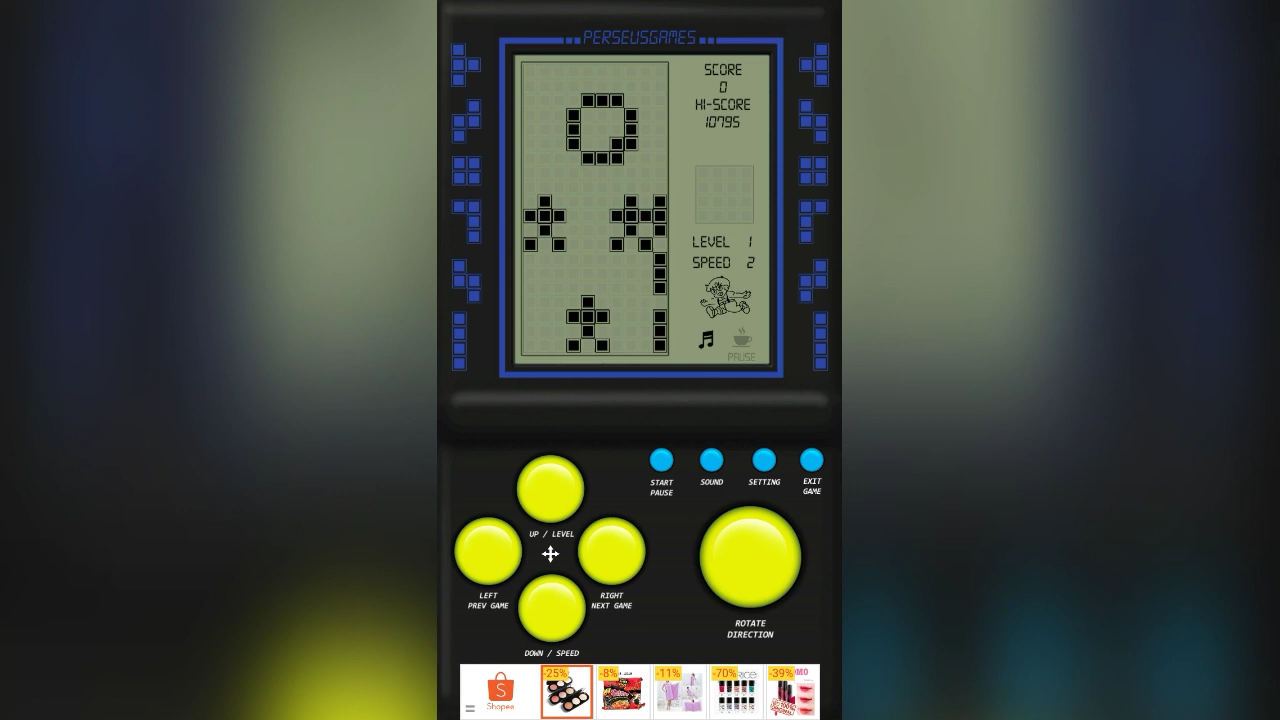 PERSEUSGAMES
SCORE
0
HI-SCORE
10795
Q
LEVEL 1
SPEED 2
PAUSE
START
PAUSE
SOUND
SETTING
EXIT
GAME
UP / LEVEL
LEFT
PREV GAME
RIGHT
NEXT GAME
DOWN / SPEED
ROTATE
DIRECTION
Shopee
-25%
-8%
-11%
-70%
-39%